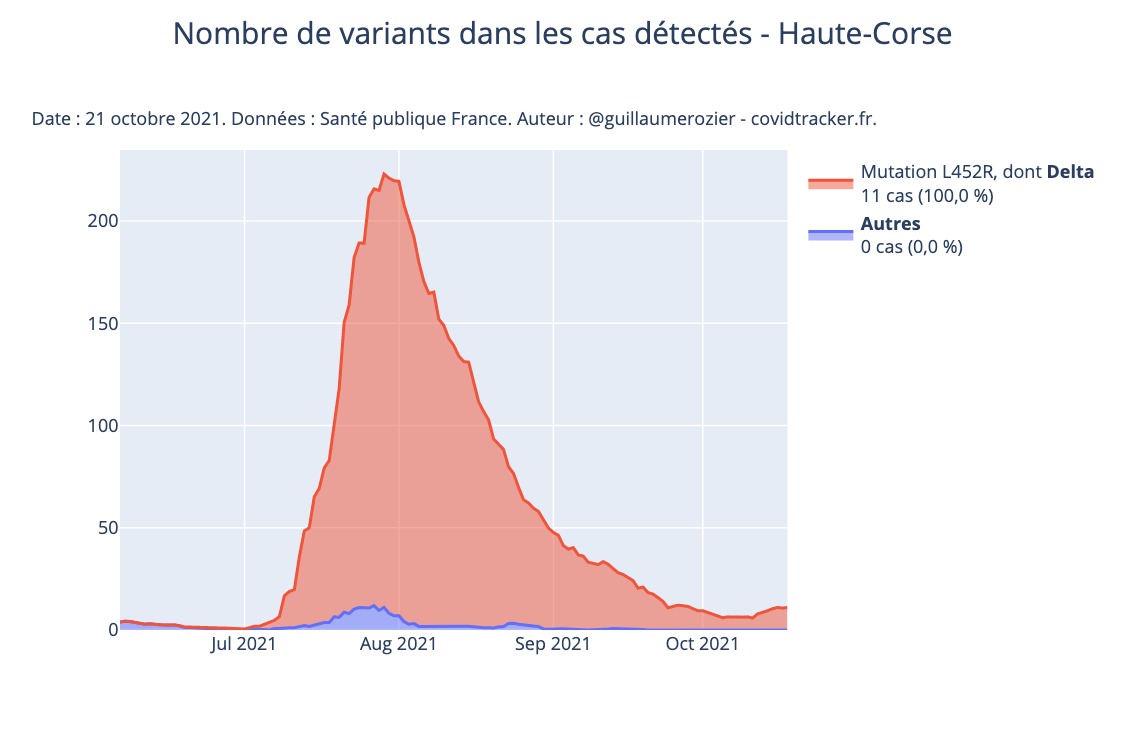 Nombre de variants dans les cas détectés - Haute-Corse
Date : 21 octobre 2021. Données : Santé publique France. Auteur : @guillaumerozier - covidtracker.fr.
Mutation L452R, dont Delta
11 cas (100,0 %)
Autres
0 cas (0,0 %)
200
150
100
50
0
Jul 2021
Aug 2021
Sep 2021
Oct 2021